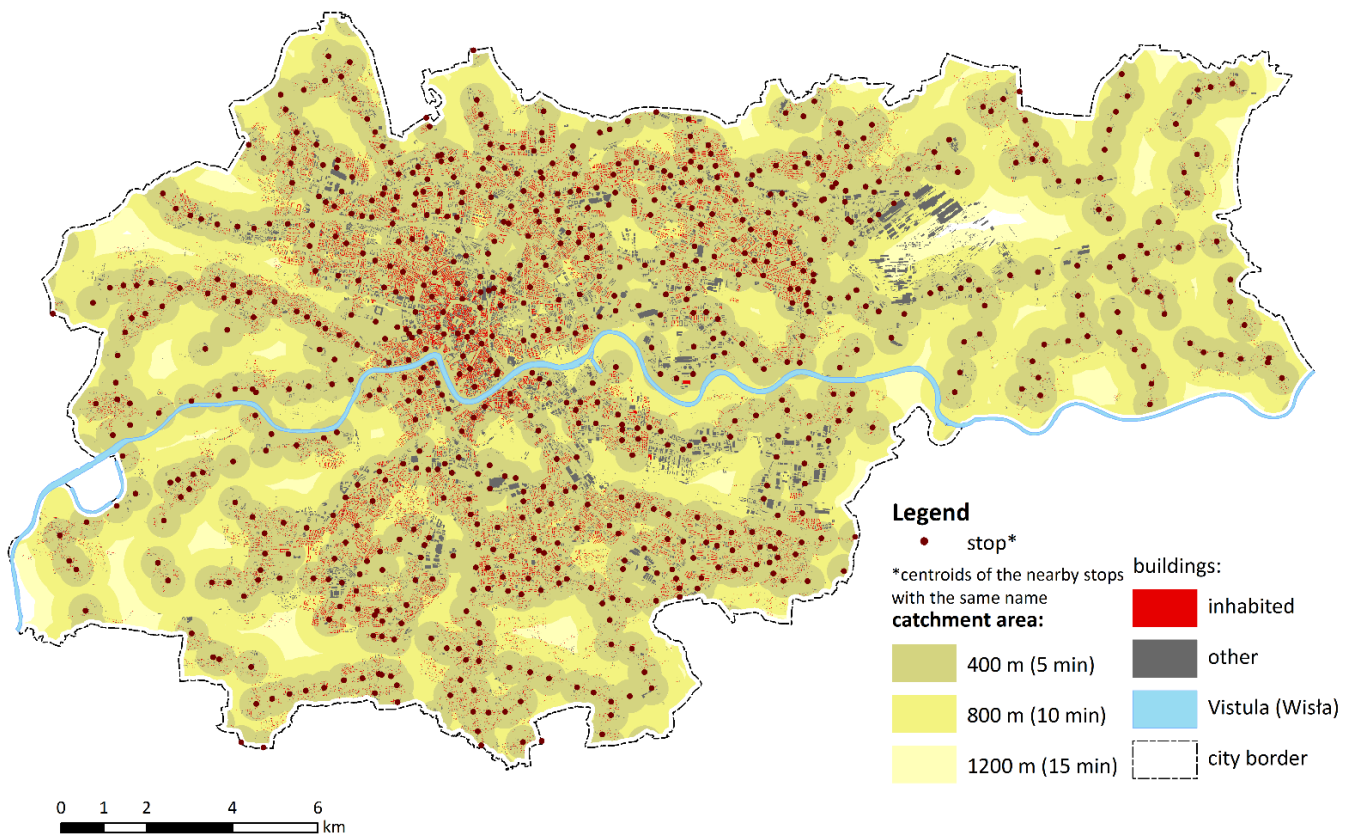 Legend
stop*
*centroids of the nearby stops
with the same name
catchment area:
400 m (5 min)
800 m (10 min)
1200 m (15 min)
buildings:
inhabited
other
Vistula (Wisła)
city border
0 1 2 4 6
km